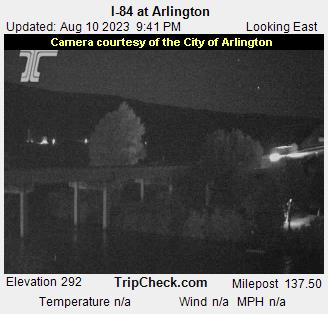 I-84 at Arlington
Updated: Aug 10 2023 9:41 PM Looking East
Camera courtesy of the City of Arlington
Elevation 292 TripCheck.com Milepost 137.50
Temperature n/a Wind n/a MPH n/a